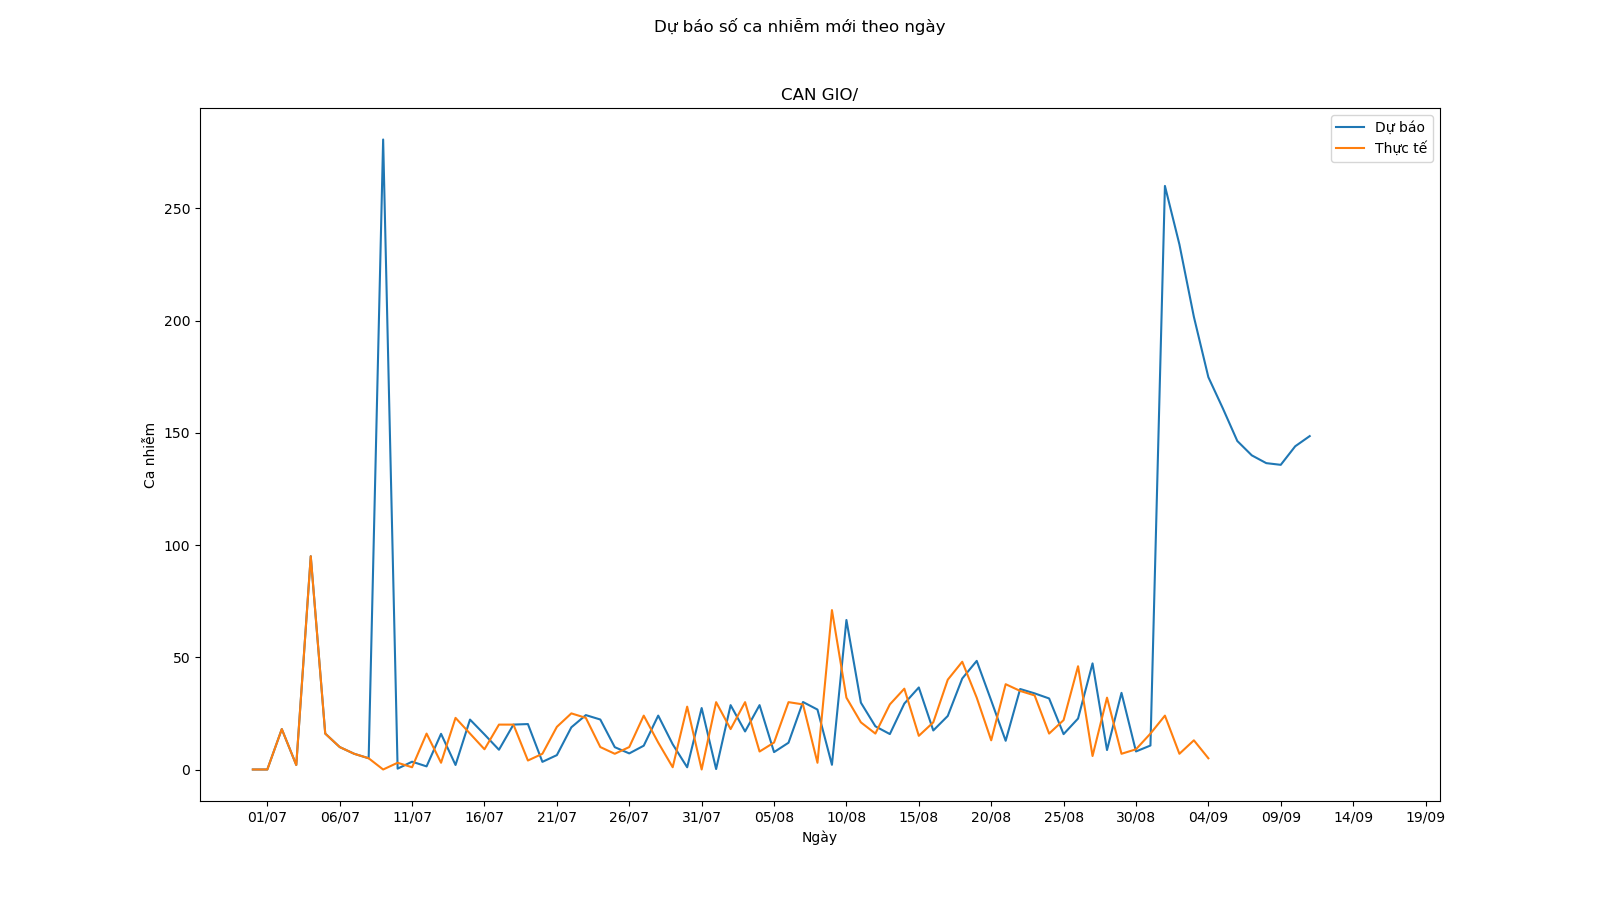 Dự báo số ca nhiễm mới theo ngày
CAN GIO/
Dự báo
Thực tế
250
200
150
100
50
0
Ca nhiễm
01/07 06/07 11/07 16/07 21/07 26/07 31/07 05/08 10/08 15/08 20/08 25/08 30/08 04/09 09/09 14/09 19/09
Ngày